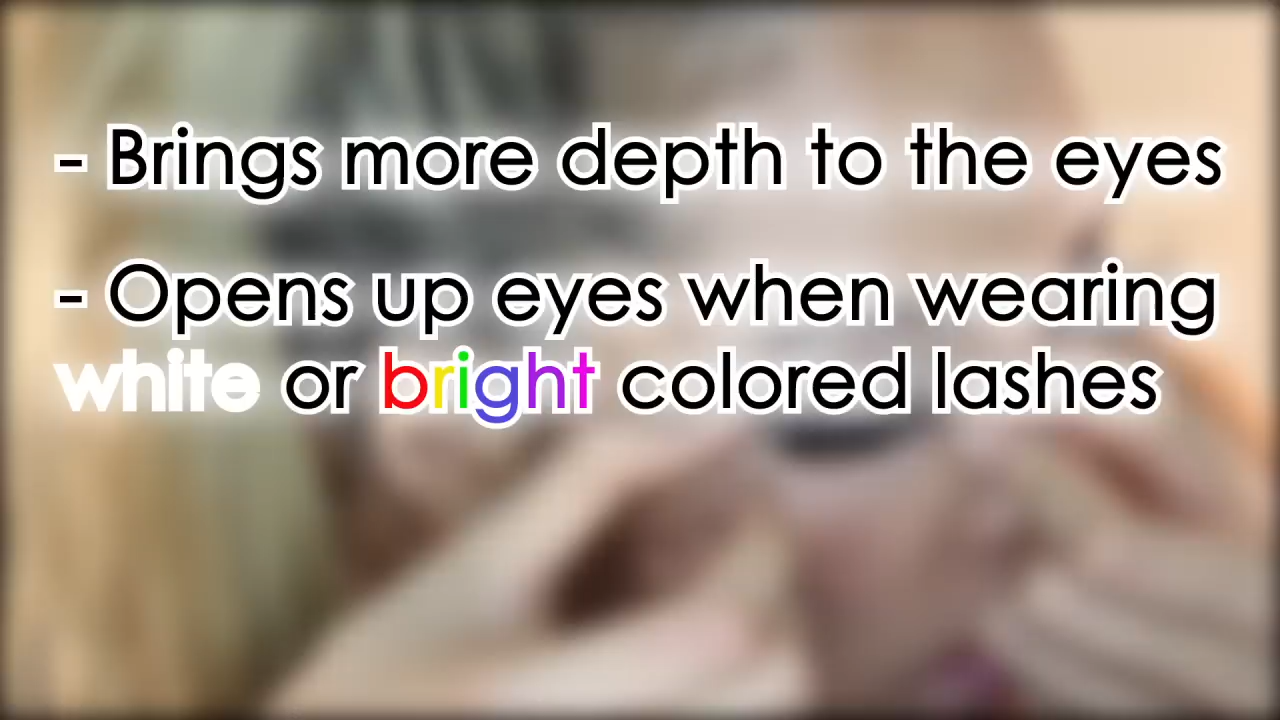 - Brings more depth to the eyes
- Opens up eyes when wearing
white or bright colored lashes